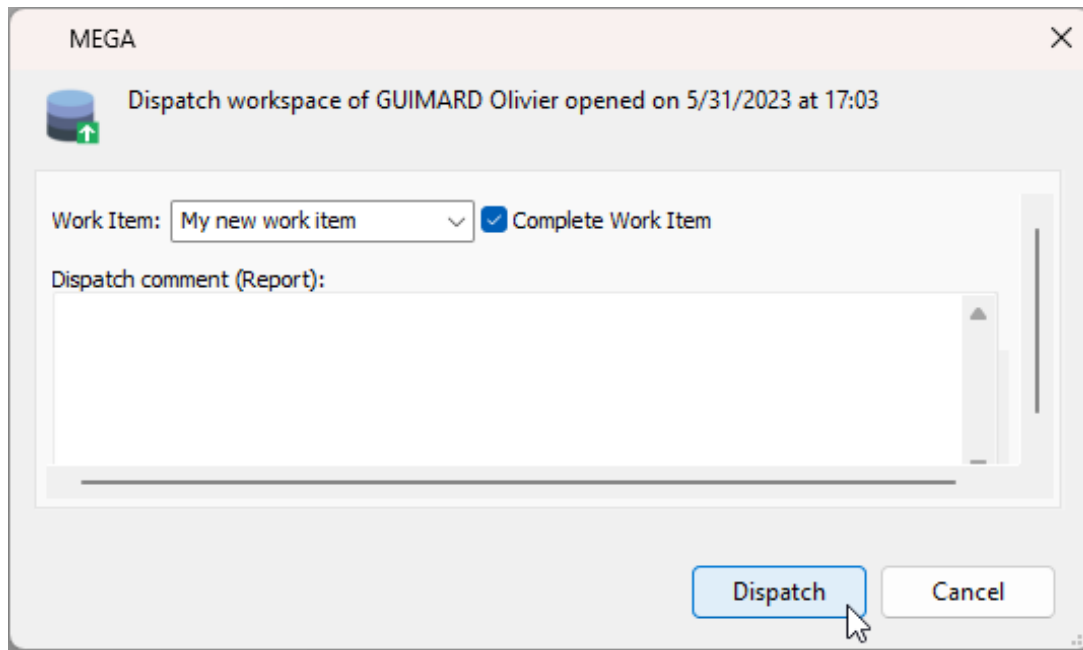 MEGA
Dispatch workspace of GUIMARD Olivier opened on 5/31/2023 at 17:03
Work Item: My new work item Complete Work Item
Dispatch comment (Report):
Dispatch Cancel